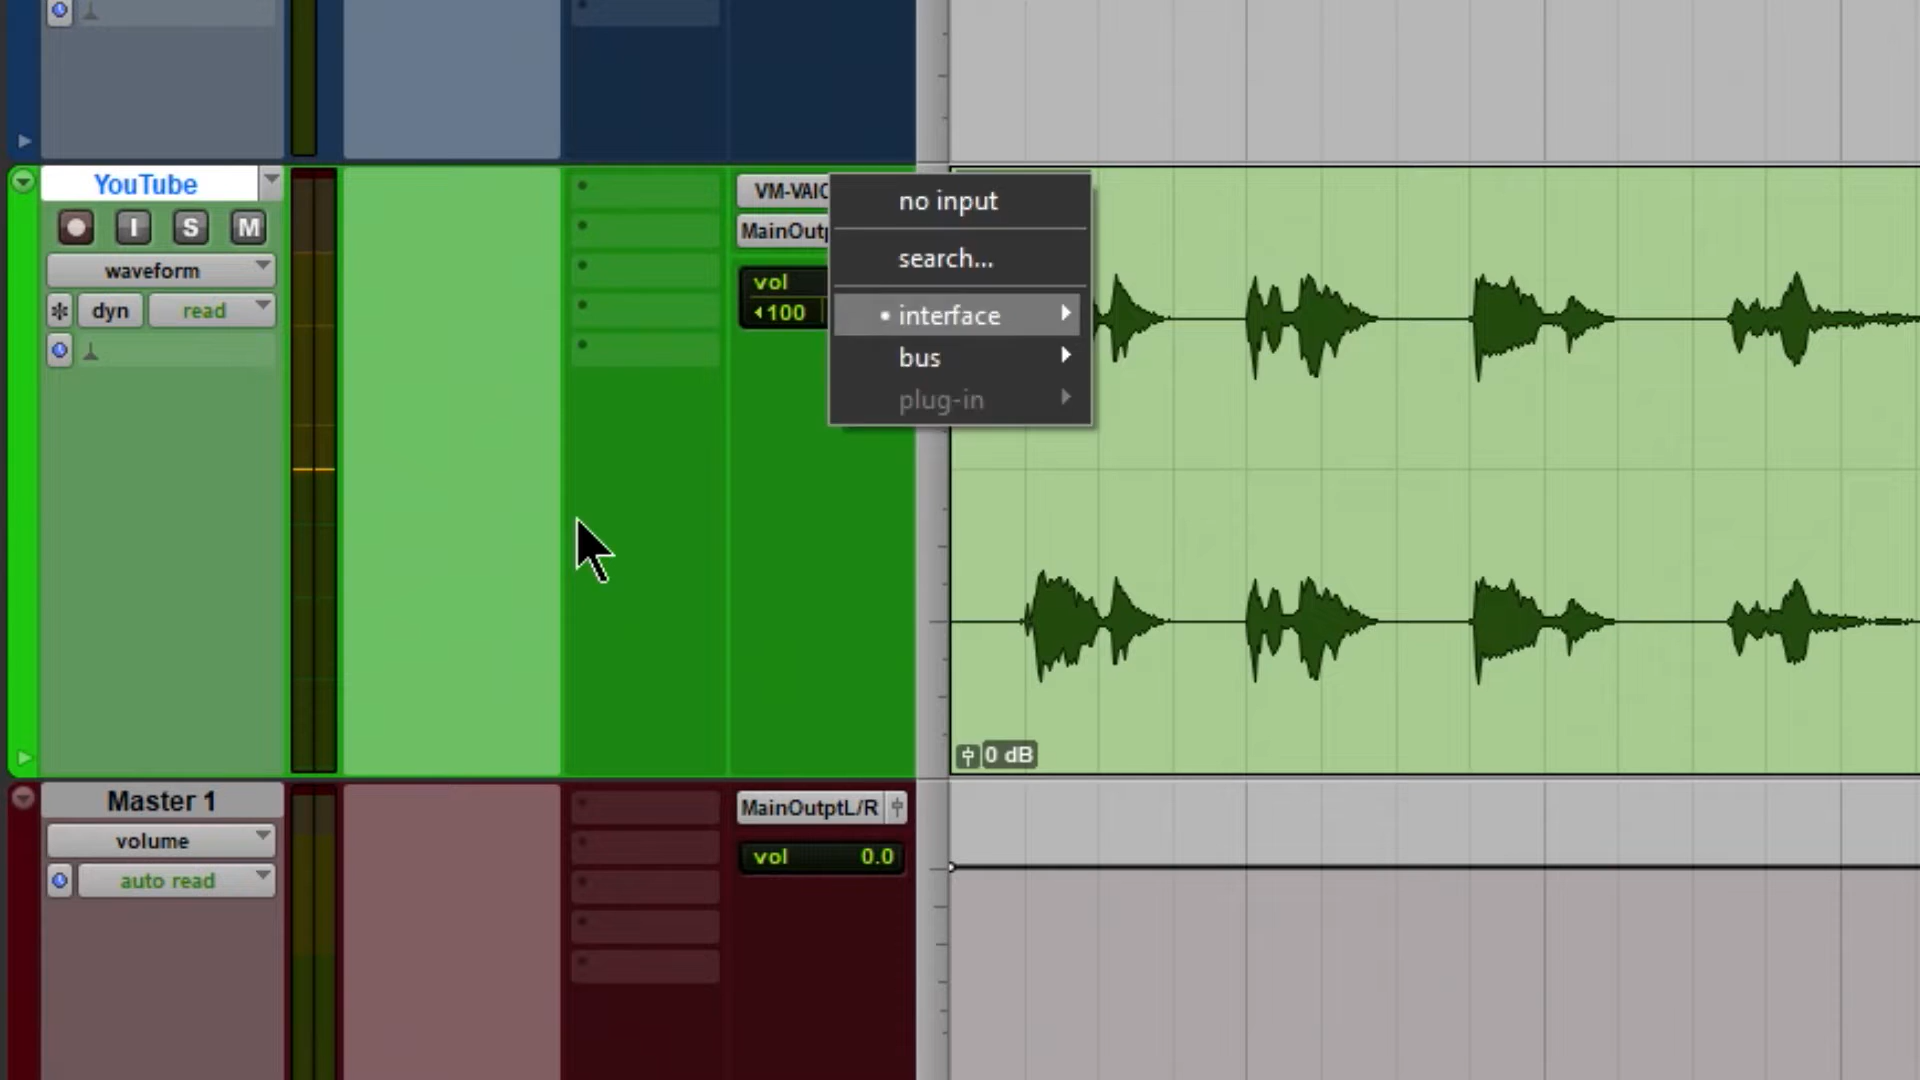 YouTube
I S M
waveform
dyn read
VM-VAIC
MainOutp
vol
100
no input
search...
interface
bus
plug-in
0 dB
Master 1
volume
auto read
MainOutptL/R
vol 0.0